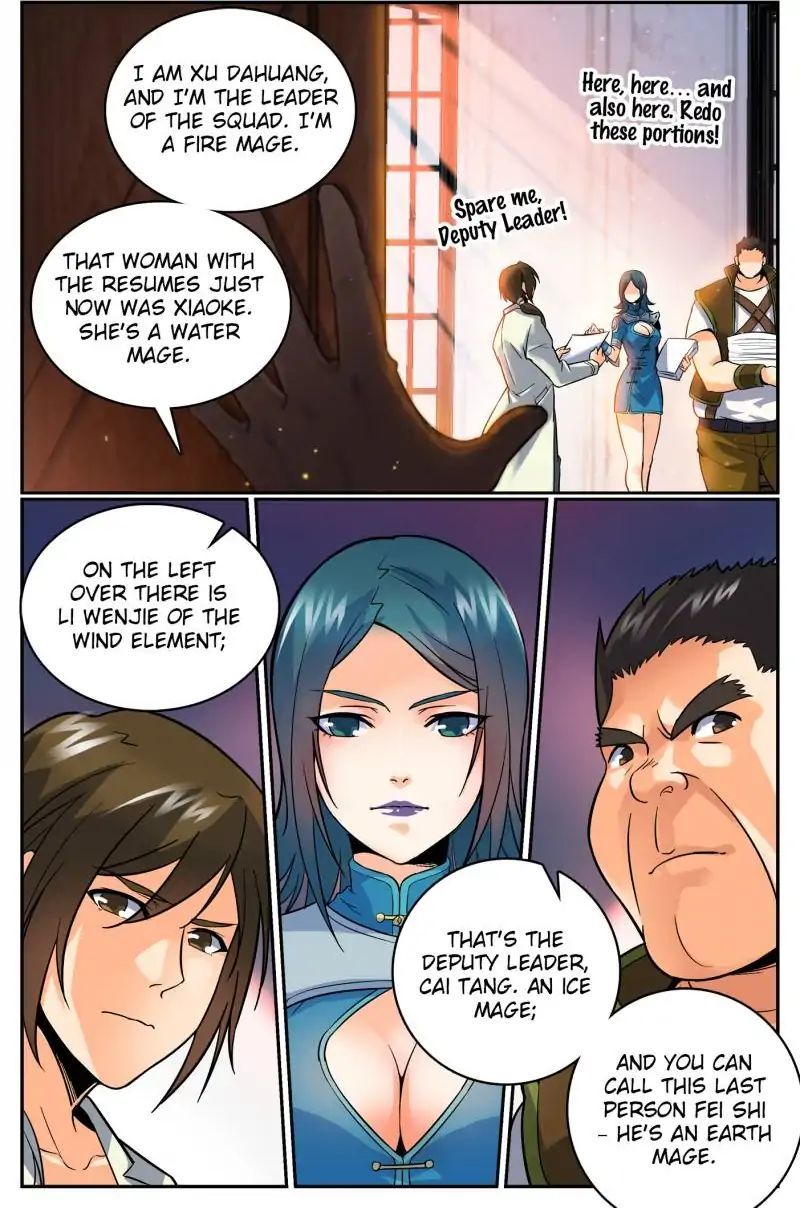 I AM XU DAHUANG,
AND I'M THE LEADER
OF THE SQUAD. I'M
A FIRE MAGE.
Here, here... and
also here. Redo
these portions!
Spare me,
Deputy Leader!
THAT WOMAN WITH
THE RESUMES JUST
NOW WAS XIAOKE.
SHE'S A WATER
MAGE.
ON THE LEFT
OVER THERE IS
LI WENJIE OF THE
WIND ELEMENT;
THAT'S THE
DEPUTY LEADER,
CAI TANG. AN ICE
MAGE;
AND YOU CAN
CALL THIS LAST
PERSON FEI SHI
- HE'S AN EARTH
MAGE.